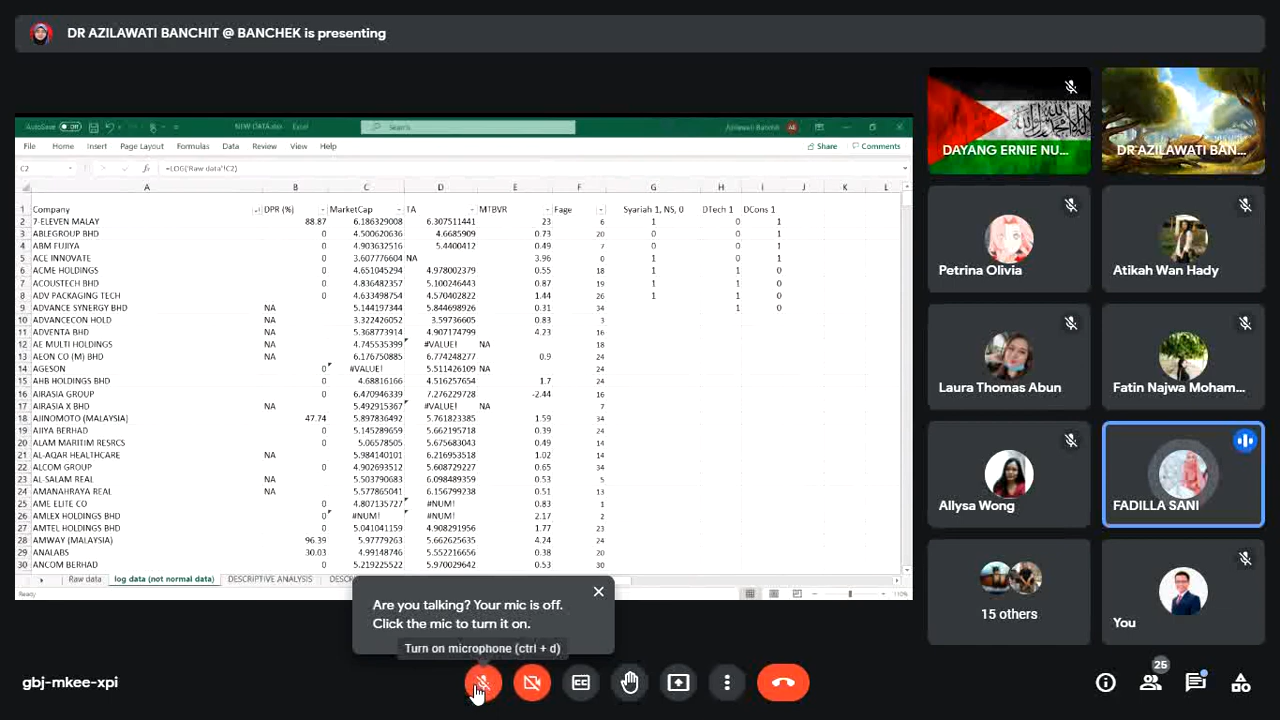 DR AZILAWATI BANCHIT @ BANCHEK is presenting
AutoSave Off NEW DATA.xlsx - Excel Search Azilawati Banchit AB
File Home Insert Page Layout Formulas Data Review View Help Share Comments
C2 fx =LOG('Raw data'!C2)
A B C D E F G H I J K L
1 Company DPR (%) MarketCap TA MTBVR Fage Syariah 1, NS, 0 DTech 1 DCons 1
2 7-ELEVEN MALAY 88.87 6.186329008 6.307511441 23 6 1 0 1
3 ABLEGROUP BHD 0 4.500620636 4.6685909 0.73 20 0 0 1
4 ABM FUJIYA 0 4.903632516 5.4400412 0.49 7 0 0 1
5 ACE INNOVATE 0 3.607776604 NA 3.96 0 1 0 1
6 ACME HOLDINGS 0 4.651045294 4.978002379 0.55 18 1 1 0
7 ACOUSTECH BHD 0 4.836482357 5.100246443 0.87 19 1 1 0
8 ADV PACKAGING TECH 0 4.633498754 4.570402822 1.44 26 1 1 0
9 ADVANCE SYNERGY BHD NA 5.144197344 5.844698926 0.31 34 1 0
10 ADVANCECON HOLD NA 3.322426052 3.59736605 0.83 3
11 ADVENTA BHD NA 5.368773914 4.907174799 4.23 16
12 AE MULTI HOLDINGS NA 4.745535399 #VALUE! NA 18
13 AEON CO (M) BHD NA 6.176750885 6.774248277 0.9 24
14 AGESON 0 #VALUE! 5.511426109 NA 24
15 AHB HOLDINGS BHD 0 4.68816166 4.516257654 1.7 24
16 AIRASIA GROUP 0 6.470946339 7.276229728 -2.44 16
17 AIRASIA X BHD NA 5.492915367 #VALUE! NA 7
18 AJINOMOTO (MALAYSIA) 47.74 5.897836492 5.761823385 1.59 34
19 AJIYA BERHAD 0 5.145289659 5.662195718 0.39 24
20 ALAM MARITIM RESRCS 0 5.06578505 5.675683043 0.49 14
21 AL-AQAR HEALTHCARE NA 5.984140101 6.216953518 1.02 14
22 ALCOM GROUP 0 4.902693512 5.608729227 0.65 34
23 AL-SALAM REAL NA 5.503790683 6.098489359 0.53 5
24 AMANAHRAYA REAL NA 5.577865041 6.156799238 0.51 13
25 AME ELITE CO 0 4.807135727 #NUM! 0.83 1
26 AMLEX HOLDINGS BHD 0 #NUM! #NUM! 2.17 2
27 AMTEL HOLDINGS BHD 0 5.041041159 4.908291956 1.77 23
28 AMWAY (MALAYSIA) 96.39 5.97779263 5.662625435 4.24 24
29 ANALABS 30.03 4.99148746 5.552216656 0.38 20
30 ANCOM BERHAD 0 5.219225522 5.970029642 0.53 30
Raw data log data (not normal data) DESCRIPTIVE ANALYSIS DESC
Ready 110%
Are you talking? Your mic is off.
Click the mic to turn it on.
Turn on microphone (ctrl + d)
DAYANG ERNIE NU...
DR AZILAWATI BAN...
Petrina Olivia
Atikah Wan Hady
Laura Thomas Abun
Fatin Najwa Moham...
Allysa Wong
FADILLA SANI
15 others
You
gbj-mkee-xpi
25